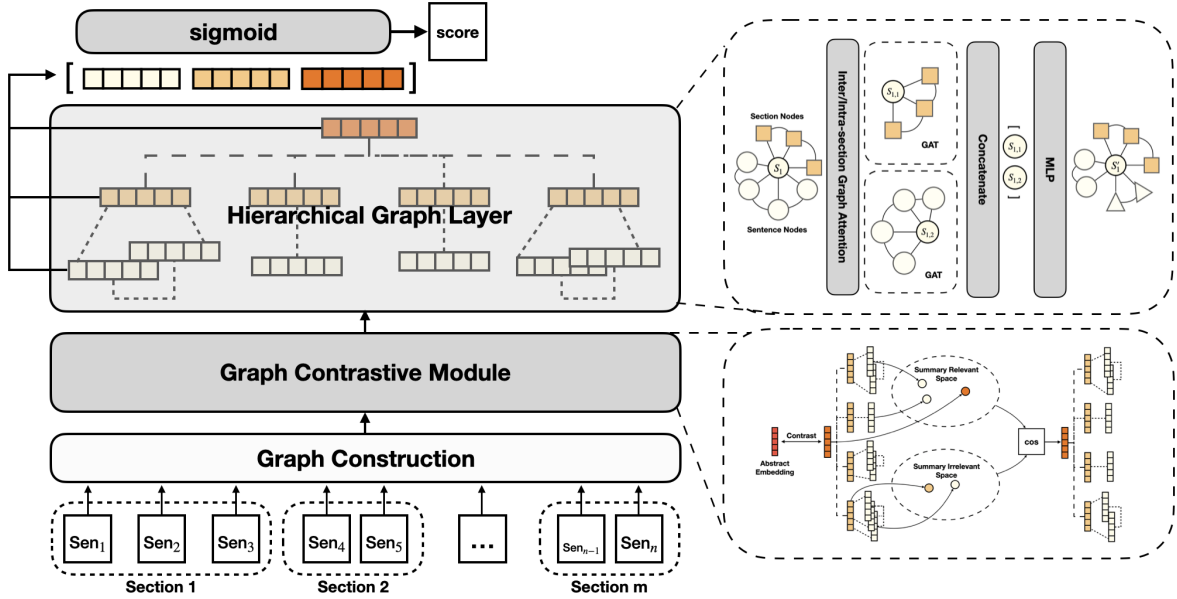 sigmoid
score
[ ]
Hierarchical Graph Layer
Graph Contrastive Module
Graph Construction
Sen1
Sen2
Sen3
Sen4
Sen5
...
Senn−1
Senn
Section 1
Section 2
Section m
Section Nodes
S1
Sentence Nodes
Inter/Intra-section Graph Attention
S1,1
GAT
S1,2
GAT
Concatenate
[
S1,1
S1,2
]
MLP
S′1
Summary Relevant
Space
Contrast
Abstract
Embedding
Summary Irrelevant
Space
cos